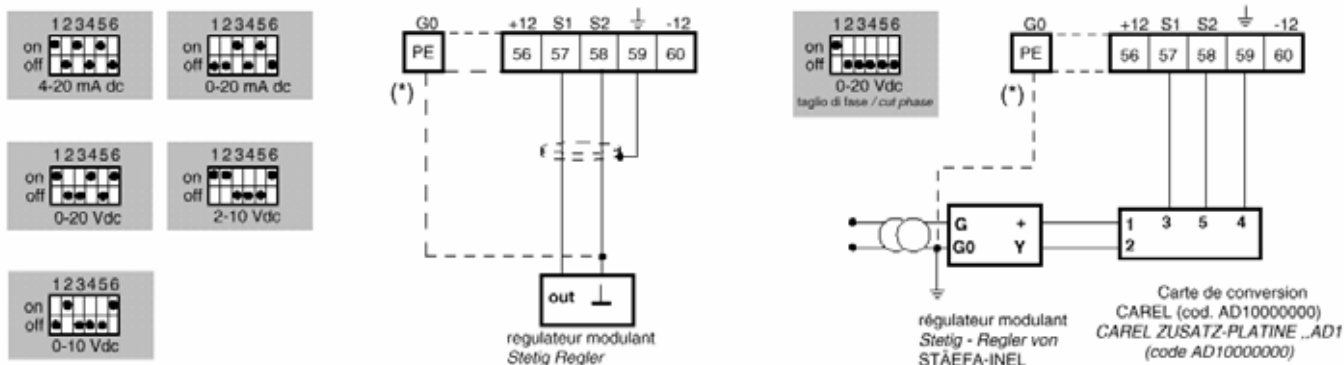 123456
on
off
4-20 mA dc
123456
on
off
0-20 mA dc
123456
on
off
0-20 Vdc
123456
on
off
2-10 Vdc
123456
on
off
0-10 Vdc
G0 +12 S1 S2 -12
PE 56 57 58 59 60
(*)
out
regulateur modulant
Stetig Regler
123456
on
off
0-20 Vdc
taglio di fase / cut phase
G0 +12 S1 S2 -12
PE 56 57 58 59 60
(*)
G +
G0 Y
1 3 5 4
2
régulateur modulant
Stetig - Regler von
STÄEFA-INEL
Carte de conversion
CAREL (cod. AD10000000)
CAREL ZUSATZ-PLATINE ,,AD1
(code AD10000000)